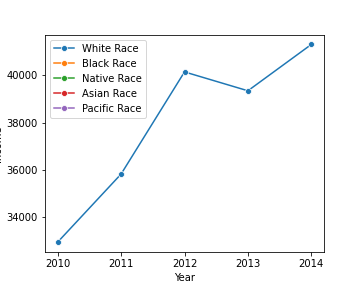 White Race
Black Race
Native Race
Asian Race
Pacific Race
40000
38000
36000
34000
2010 2011 2012 2013 2014
Year